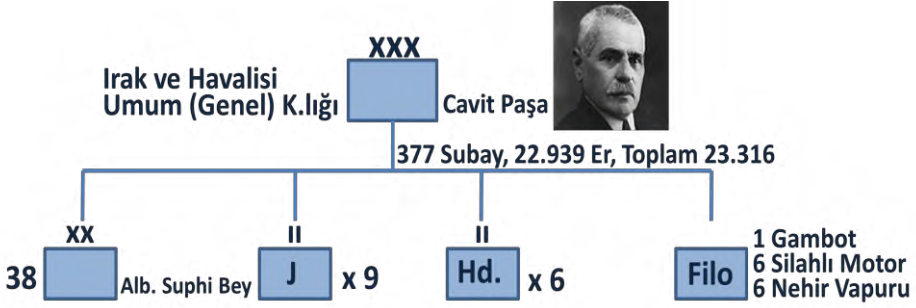 XXX
Irak ve Havalisi
Umum (Genel) K.lığı
Cavit Paşa
377 Subay, 22.939 Er, Toplam 23.316
XX
II
II
38
Alb. Suphi Bey
J
x 9
Hd.
x 6
Filo
1 Gambot
6 Silahlı Motor
6 Nehir Vapuru